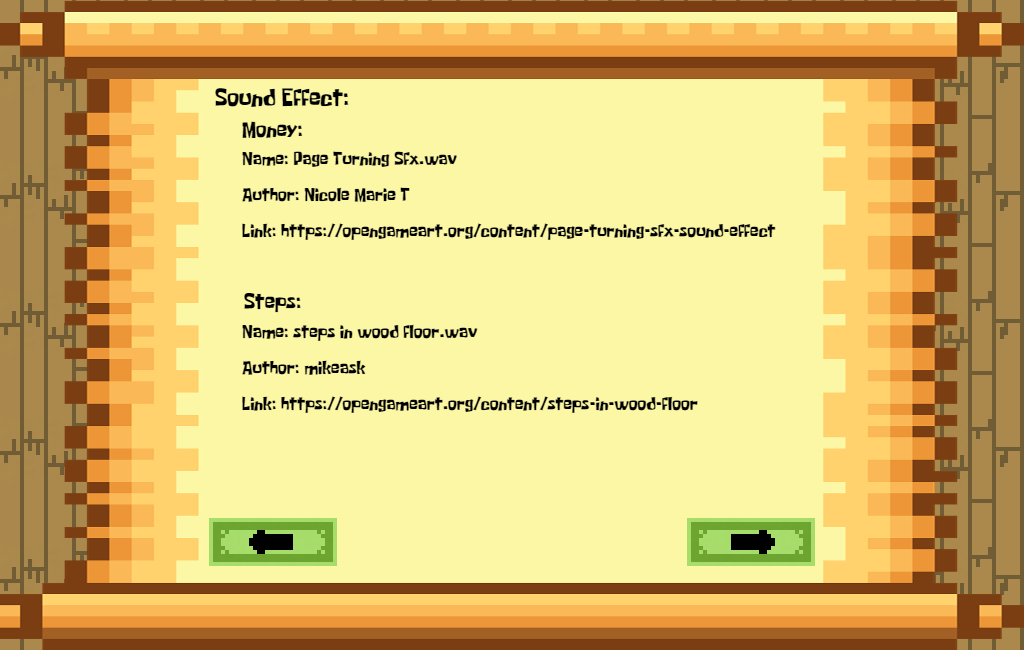 Sound Effect:
Money:
Name: Page Turning Sfx.wav
Author: Nicole Marie T
Link: https://opengameart.org/content/page-turning-sfx-sound-effect
Steps:
Name: steps in wood floor.wav
Author: mikeask
Link: https://opengameart.org/content/steps-in-wood-floor